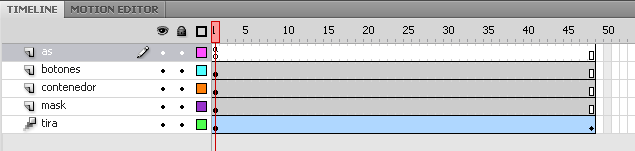 TIMELINE MOTION EDITOR
1 5 10 15 20 25 30 35 40 45 50
as
botones
contenedor
mask
tira